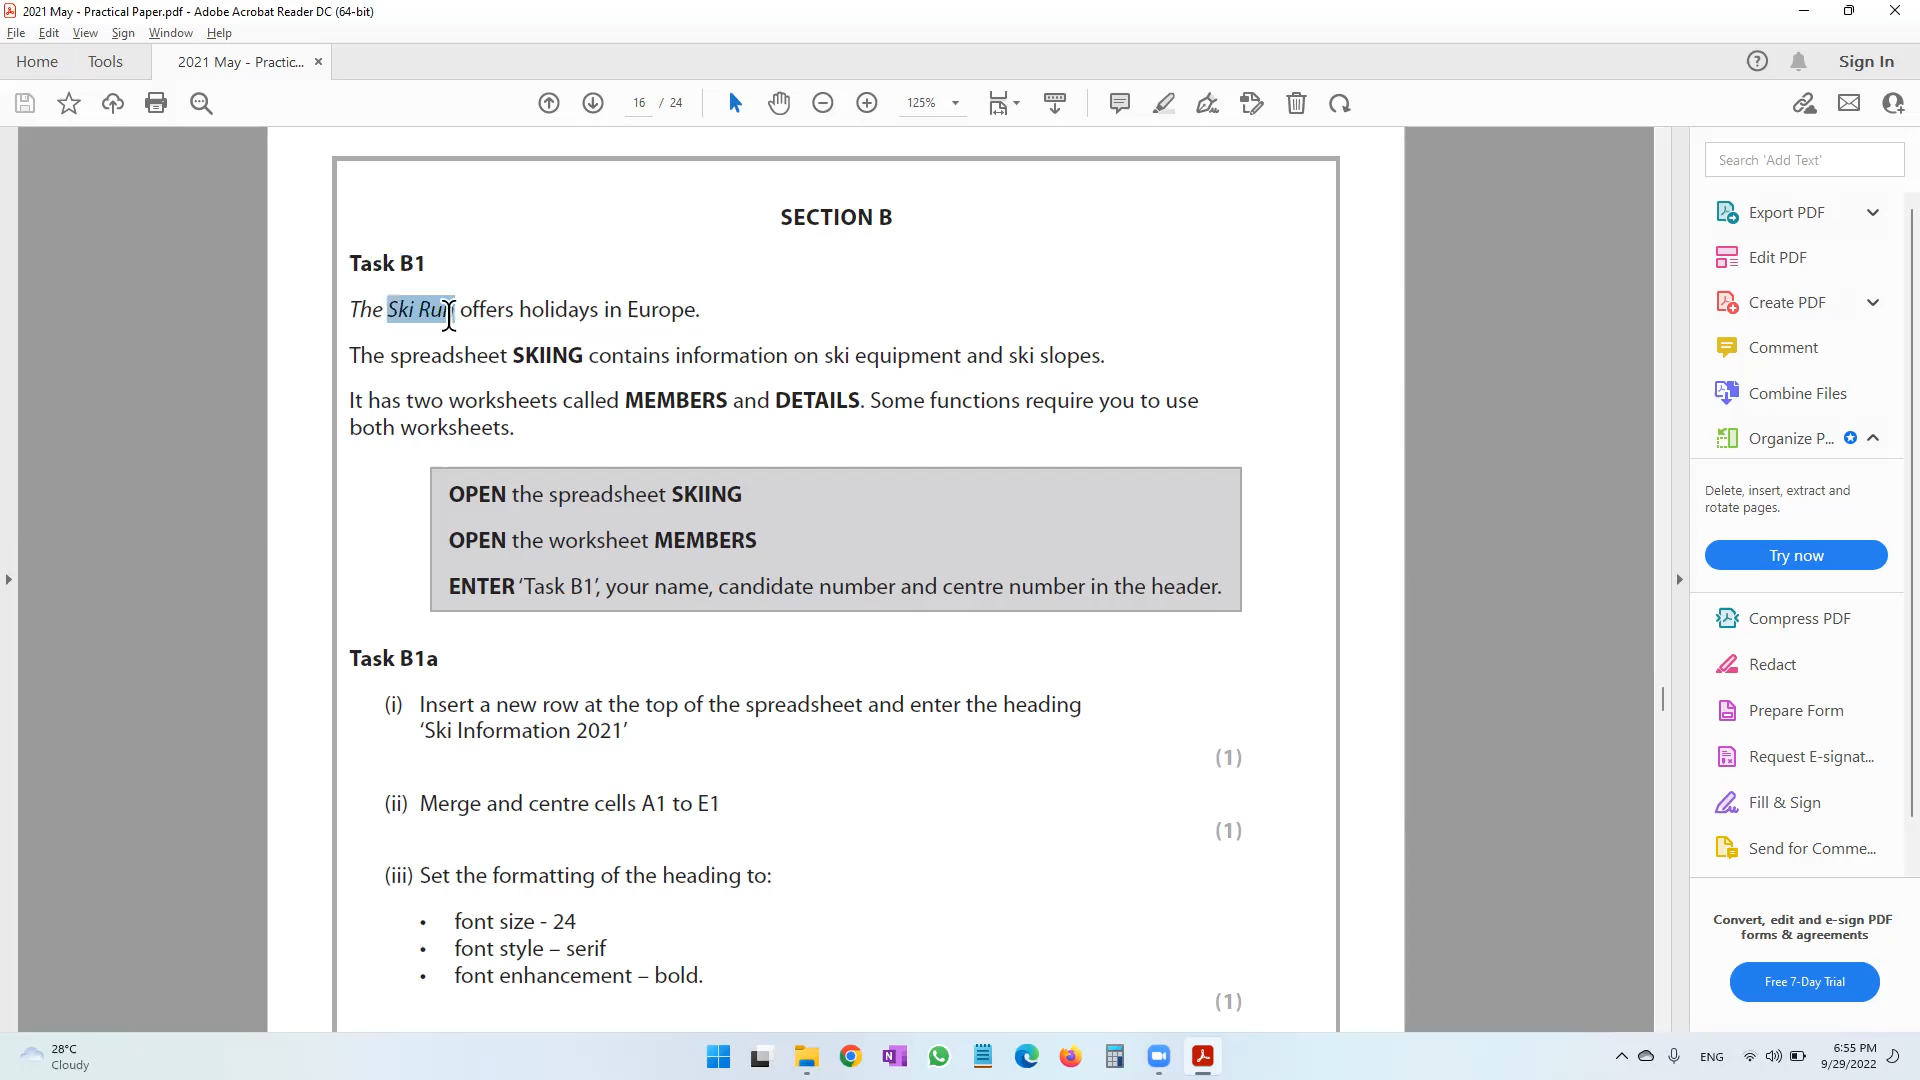 2021 May - Practical Paper.pdf - Adobe Acrobat Reader DC (64-bit)
File Edit View Sign Window Help
Home Tools 2021 May - Practic... × Sign In
16 / 24 125%
Search 'Add Text'
SECTION B
Task B1
The Ski Run offers holidays in Europe.
The spreadsheet SKIING contains information on ski equipment and ski slopes.
It has two worksheets called MEMBERS and DETAILS. Some functions require you to use
both worksheets.
OPEN the spreadsheet SKIING
OPEN the worksheet MEMBERS
ENTER ‘Task B1’, your name, candidate number and centre number in the header.
Task B1a
(i) Insert a new row at the top of the spreadsheet and enter the heading
‘Ski Information 2021’
(1)
(ii) Merge and centre cells A1 to E1
(1)
(iii) Set the formatting of the heading to:
• font size - 24
• font style – serif
• font enhancement – bold.
(1)
Export PDF
Edit PDF
Create PDF
Comment
Combine Files
Organize P...
Delete, insert, extract and
rotate pages.
Try now
Compress PDF
Redact
Prepare Form
Request E-signat...
Fill & Sign
Send for Comme...
Convert, edit and e-sign PDF
forms & agreements
Free 7-Day Trial
28°C
Cloudy
ENG
6:55 PM
9/29/2022